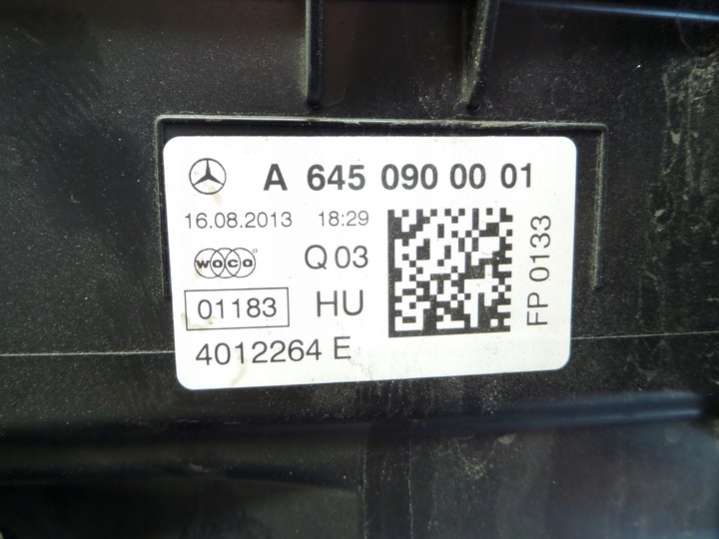 A 645 090 00 01
16.08.2013 18:29
woco Q 03
01183 HU
4012264 E
FP 0133